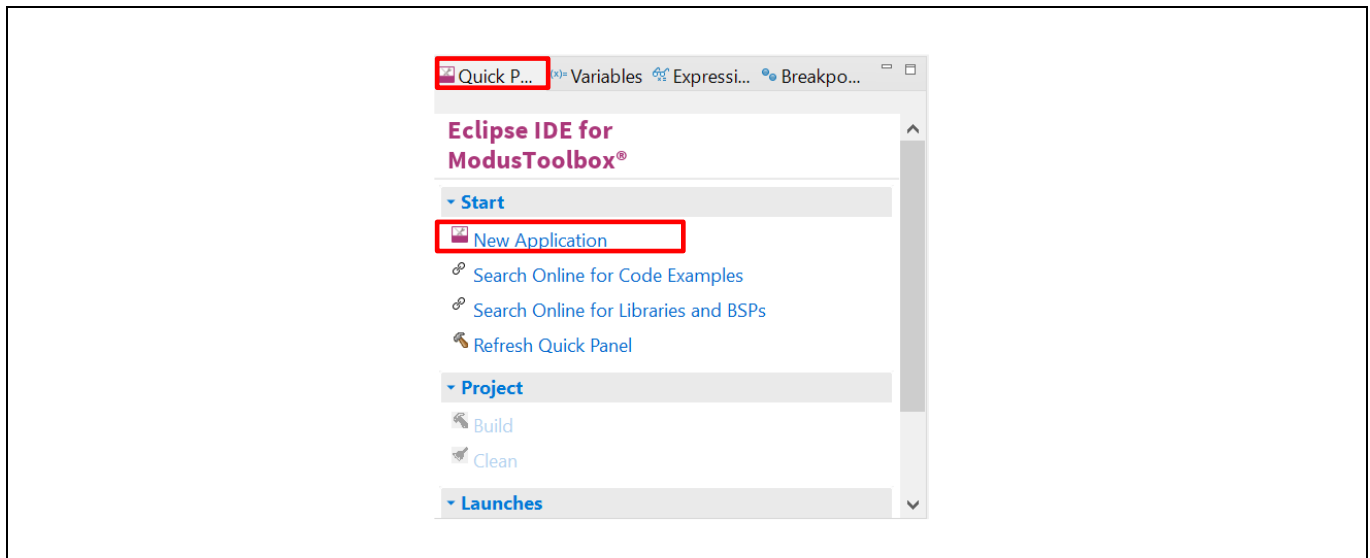 Quick P... (x)= Variables Expressi... Breakpo...
Eclipse IDE for
ModusToolbox®
Start
New Application
Search Online for Code Examples
Search Online for Libraries and BSPs
Refresh Quick Panel
Project
Build
Clean
Launches